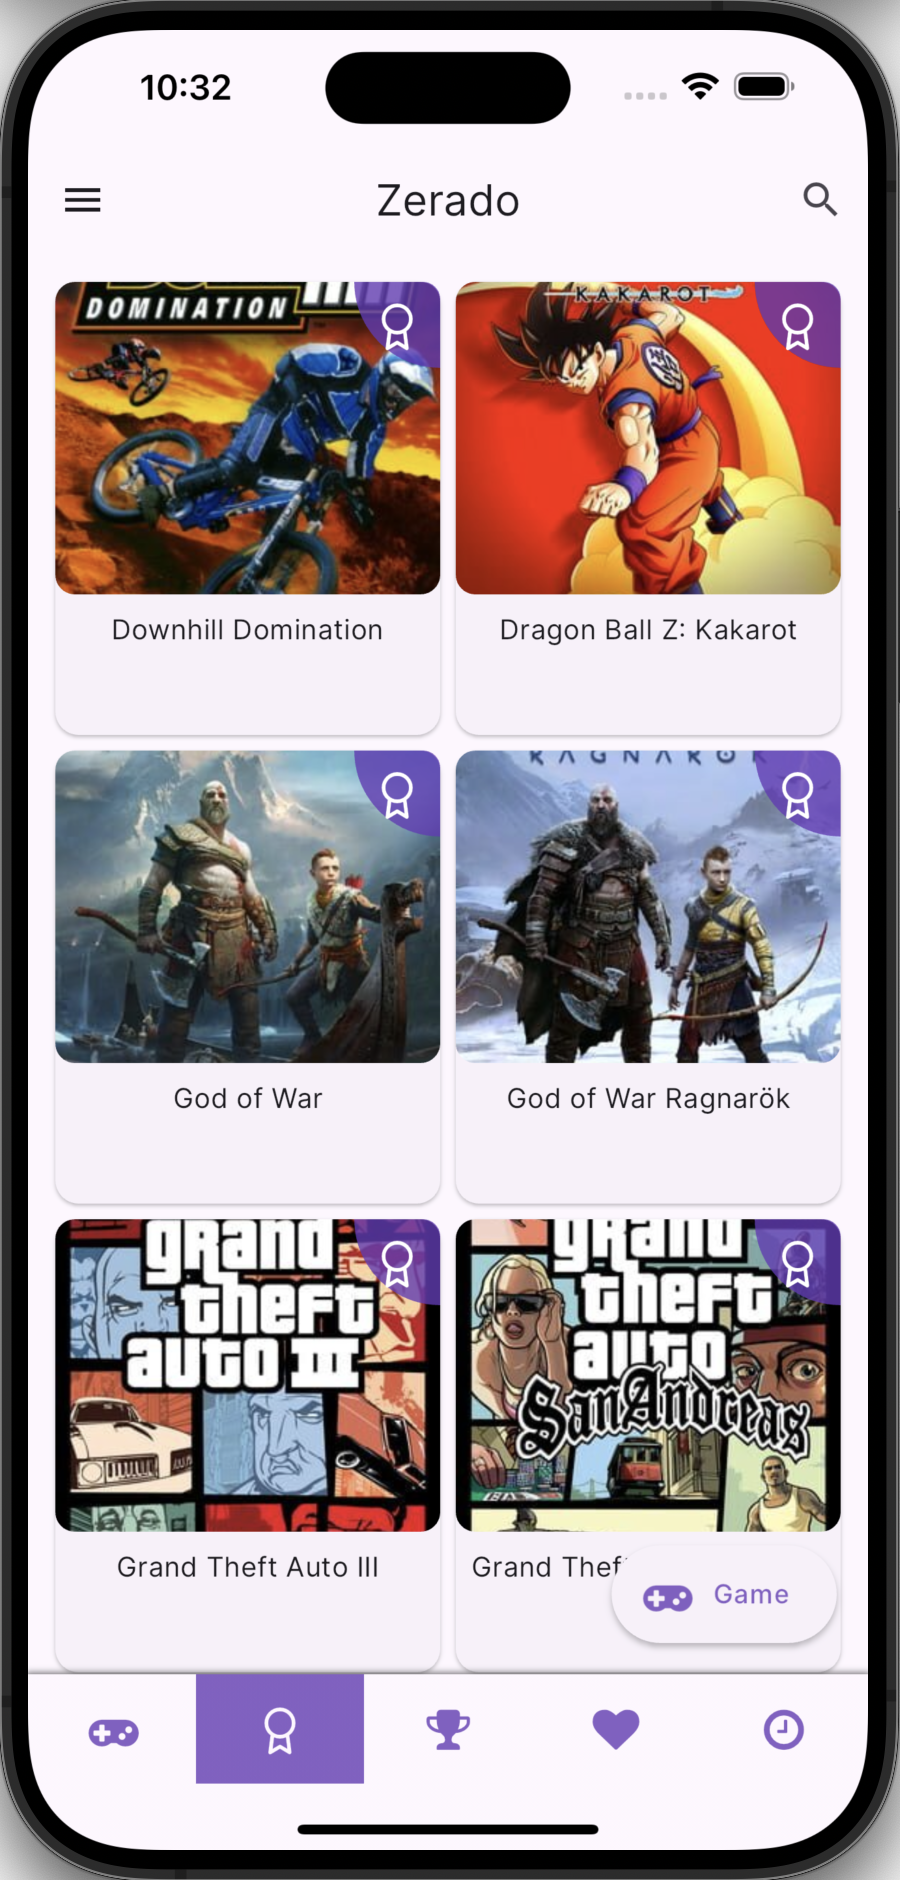 10:32
Zerado
DOMINATION
KAKAROT
Downhill Domination
Dragon Ball Z: Kakarot
RAGNARÖK
God of War
God of War Ragnarök
grand
theft
auto III
grand
theft
auto
San Andreas
Grand Theft Auto III
Grand Thef
Game